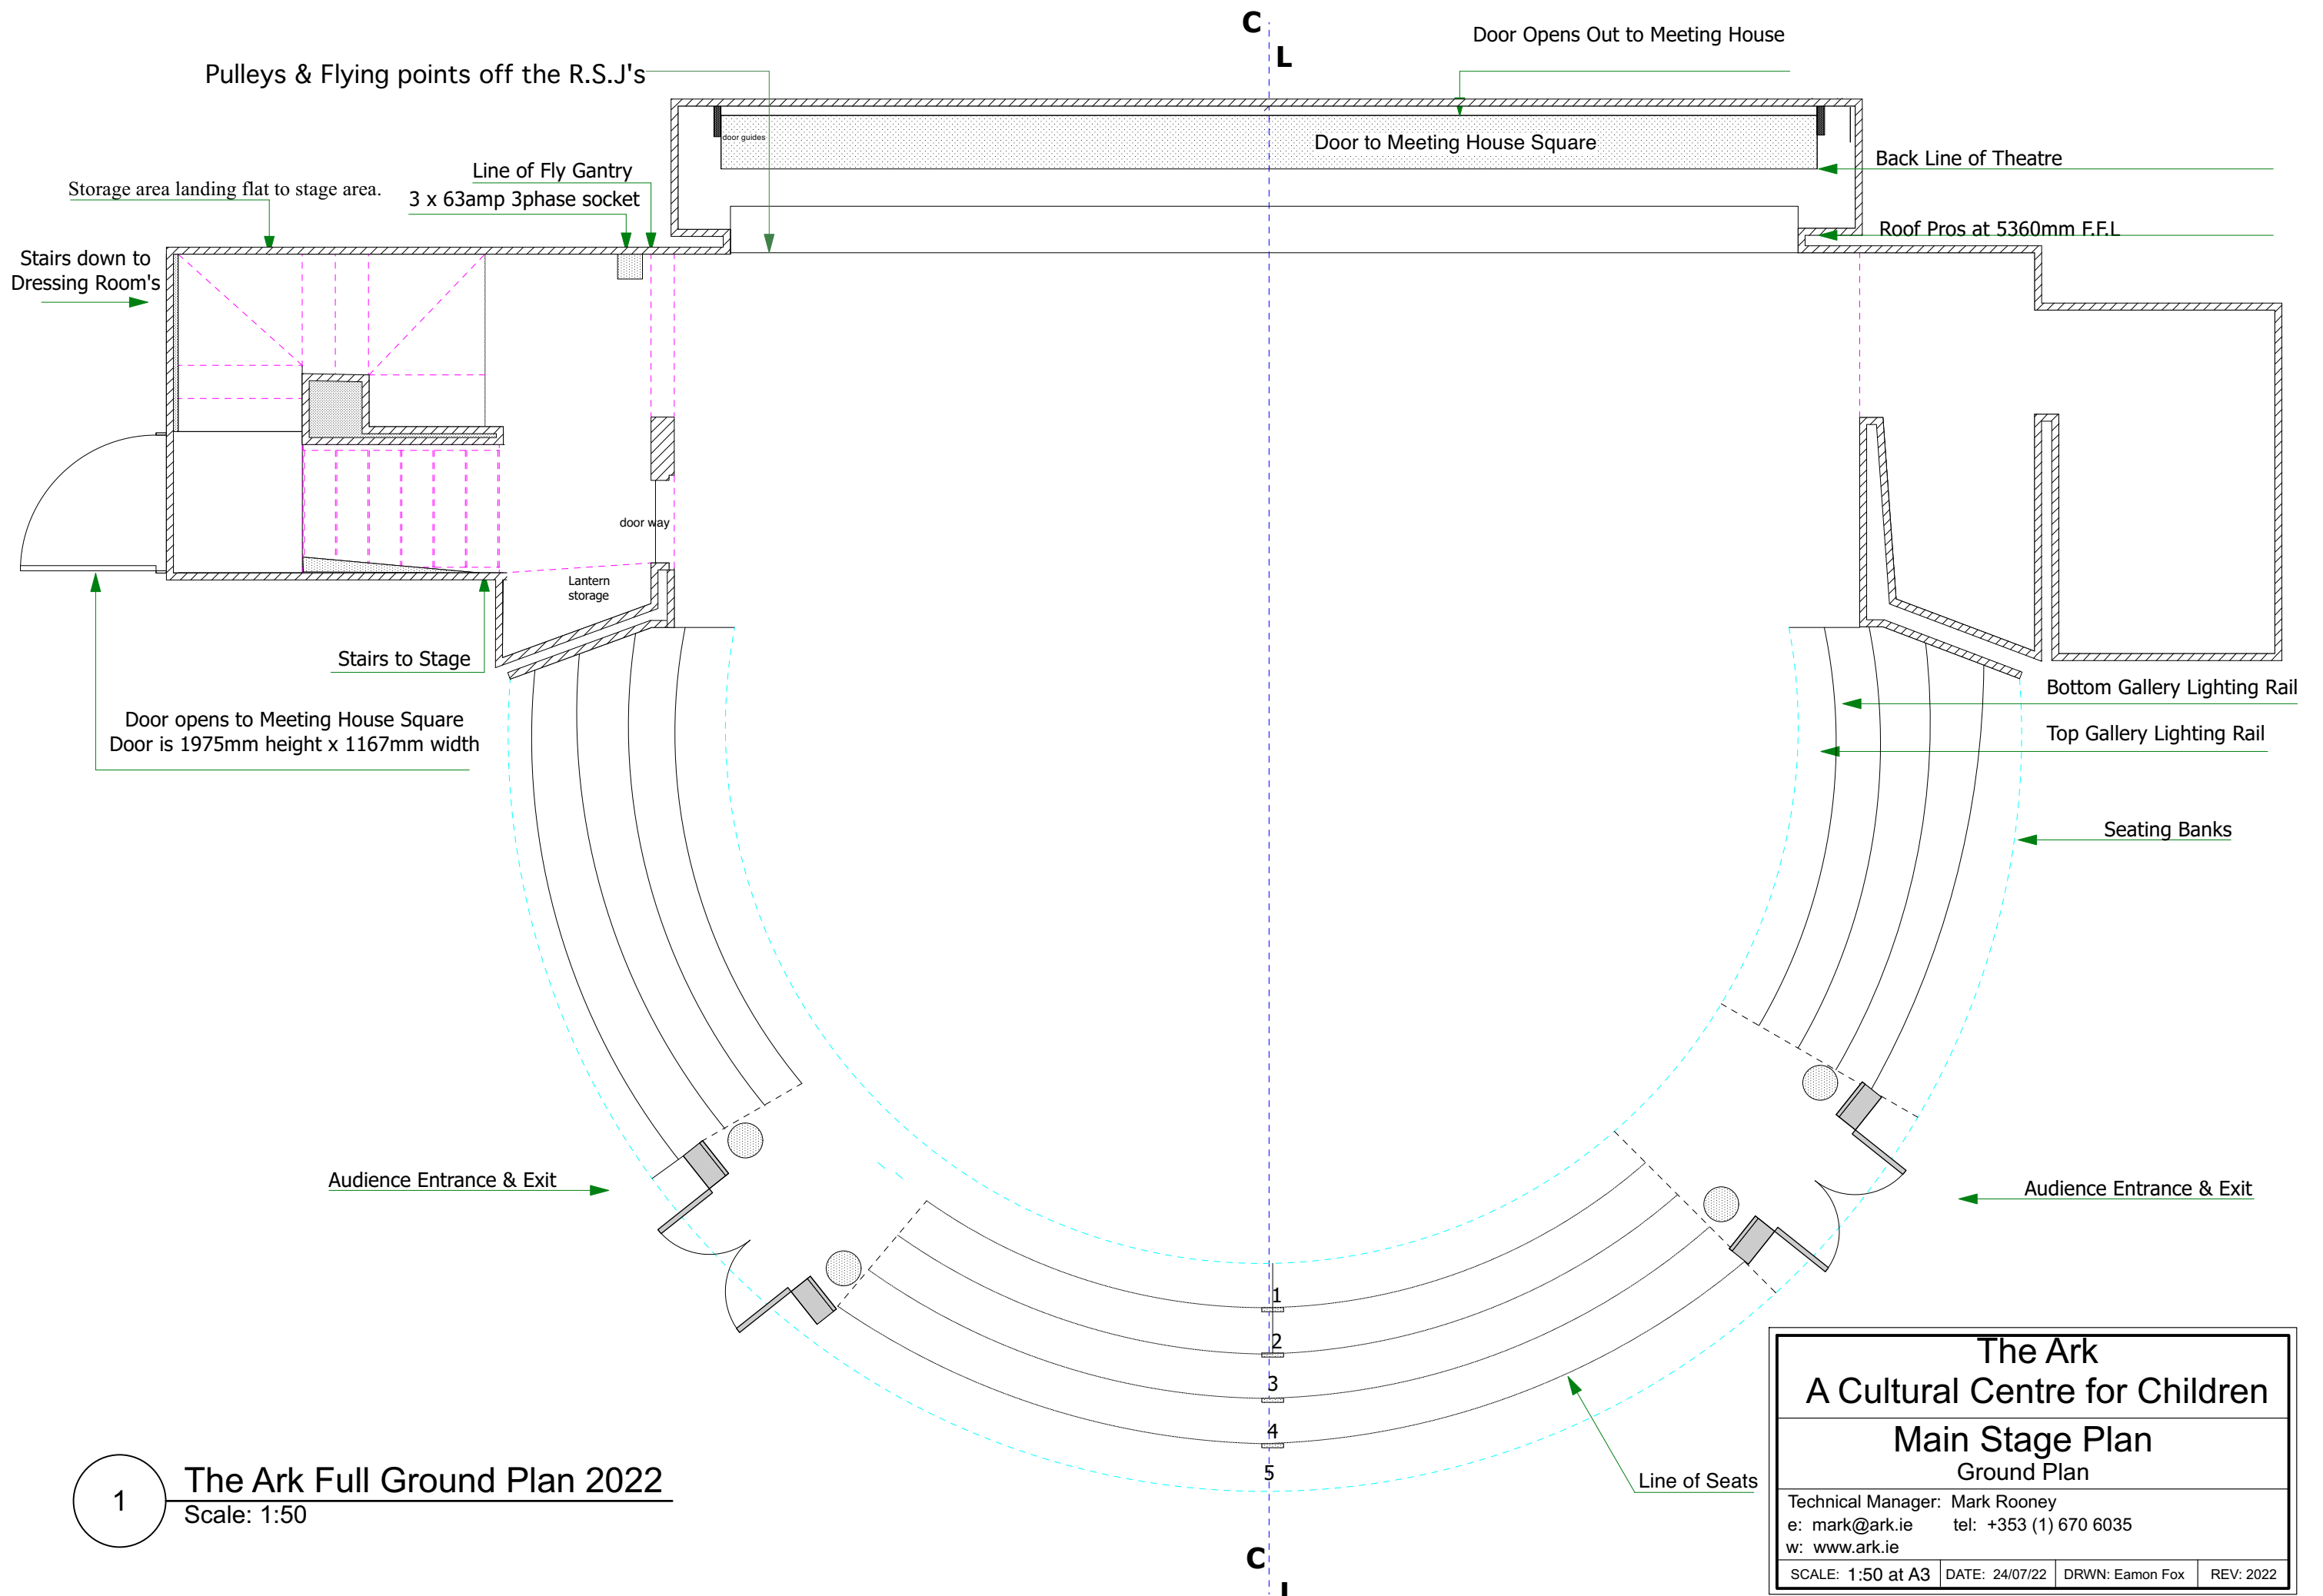 C
L
Door Opens Out to Meeting House
Pulleys & Flying points off the R.S.J's
door guides
Door to Meeting House Square
Line of Fly Gantry
Back Line of Theatre
Storage area landing flat to stage area.
3 x 63amp 3phase socket
Roof Pros at 5360mm F.F.L
Stairs down to
Dressing Room's
door way
Lantern
storage
Stairs to Stage
Bottom Gallery Lighting Rail
Door opens to Meeting House Square
Door is 1975mm height x 1167mm width
Top Gallery Lighting Rail
Seating Banks
Audience Entrance & Exit
Audience Entrance & Exit
1
2
3
4
5
Line of Seats
1
The Ark Full Ground Plan 2022
Scale: 1:50
C
L
The Ark
A Cultural Centre for Children
Main Stage Plan
Ground Plan
Technical Manager: Mark Rooney
e: mark@ark.ie tel: +353 (1) 670 6035
w: www.ark.ie
SCALE: 1:50 at A3 DATE: 24/07/22 DRWN: Eamon Fox REV: 2022